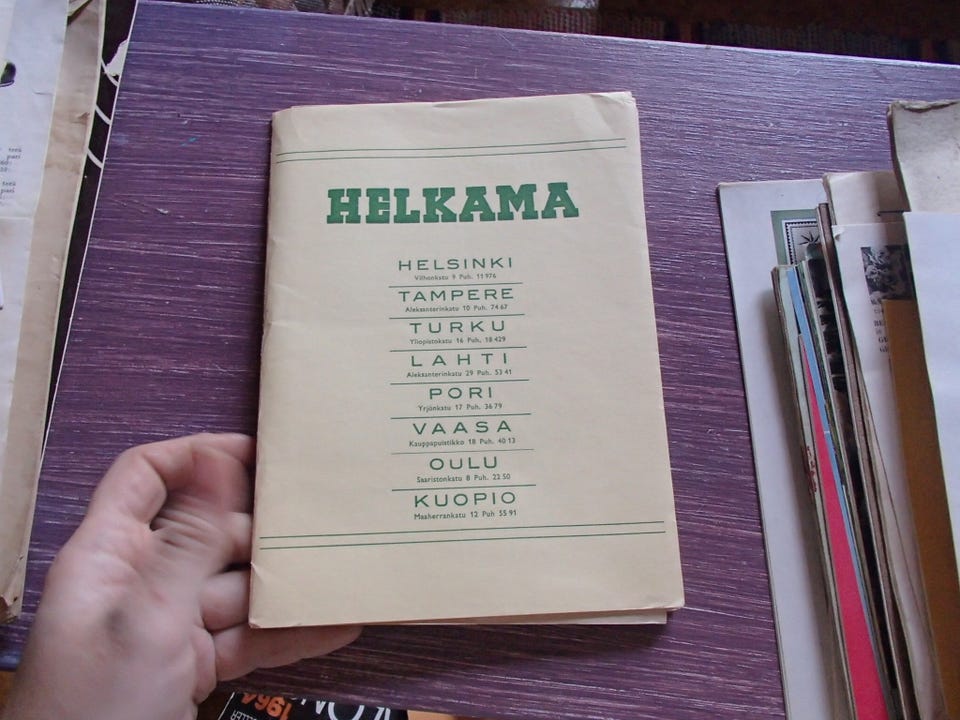 HELKAMA
HELSINKI
Vilhonkatu 9 Puh. 11 976
TAMPERE
Aleksanterinkatu 10 Puh. 74 67
TURKU
Yliopistokatu 16 Puh. 18 429
LAHTI
Aleksanterinkatu 29 Puh. 53 41
PORI
Yrjönkatu 17 Puh. 36 79
VAASA
Kauppapuistikko 18 Puh. 40 13
OULU
Saaristonkatu 8 Puh. 22 50
KUOPIO
Maaherrankatu 12 Puh 55 91
1964